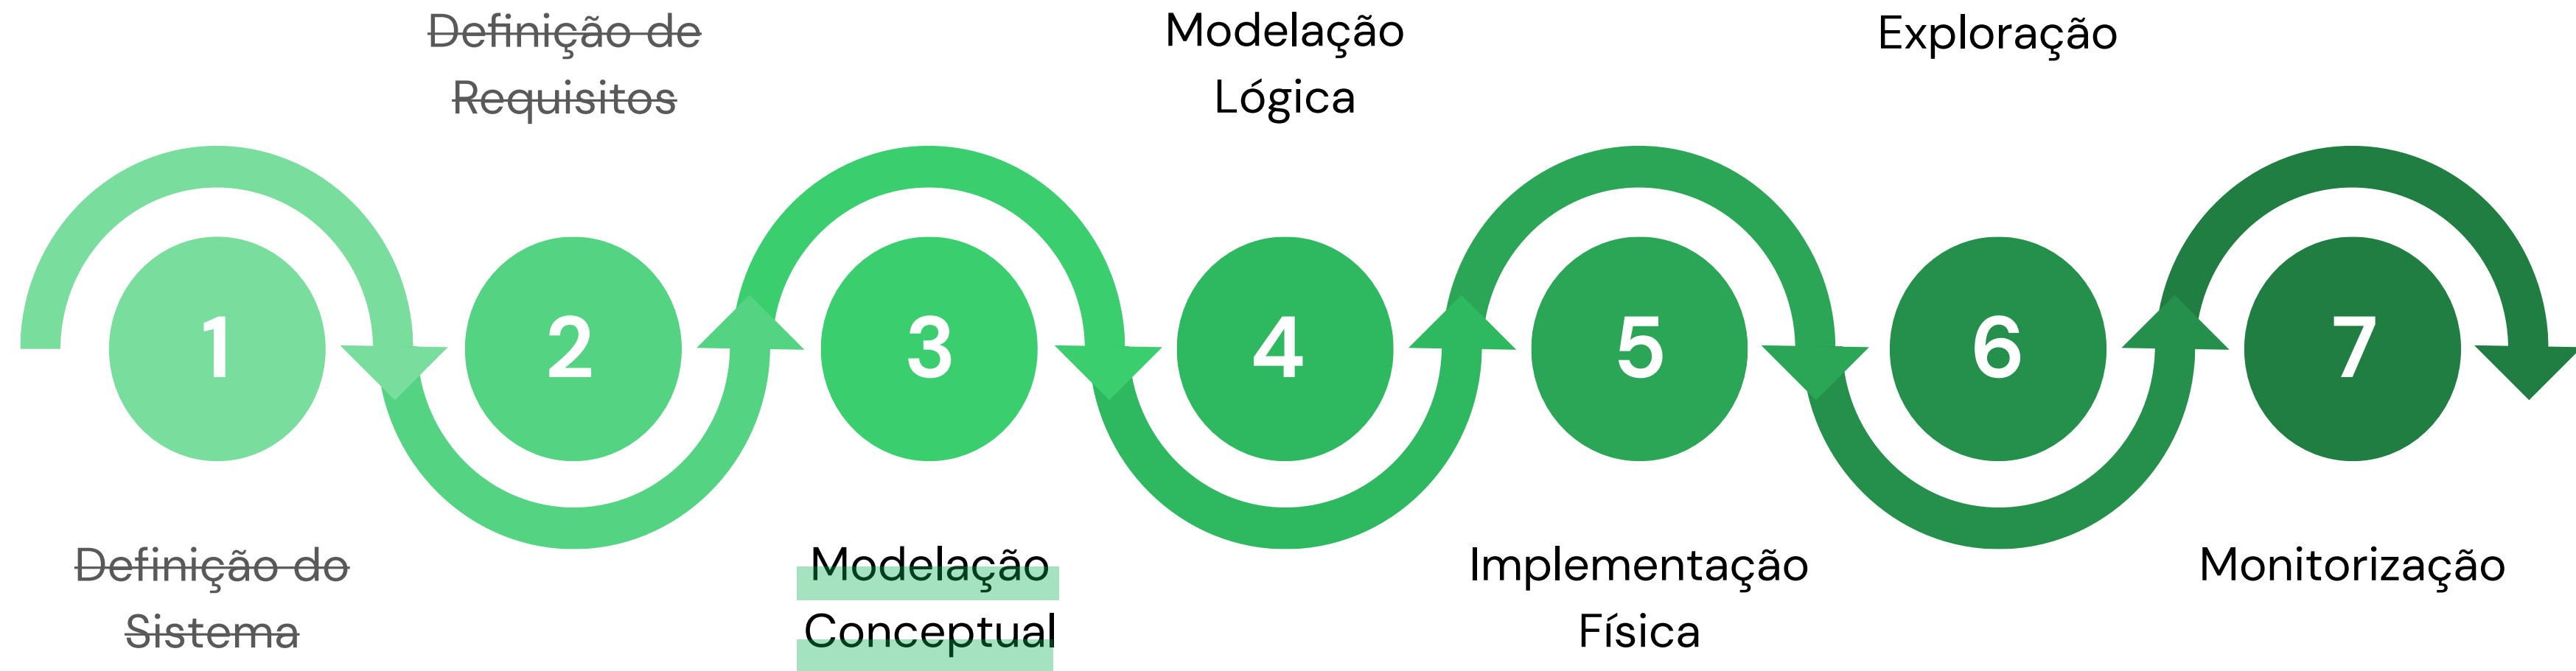 Definição de
Requisitos
Modelação
Lógica
Exploração
1
2
3
4
5
6
7
Definição do
Sistema
Modelação
Conceptual
Implementação
Física
Monitorização